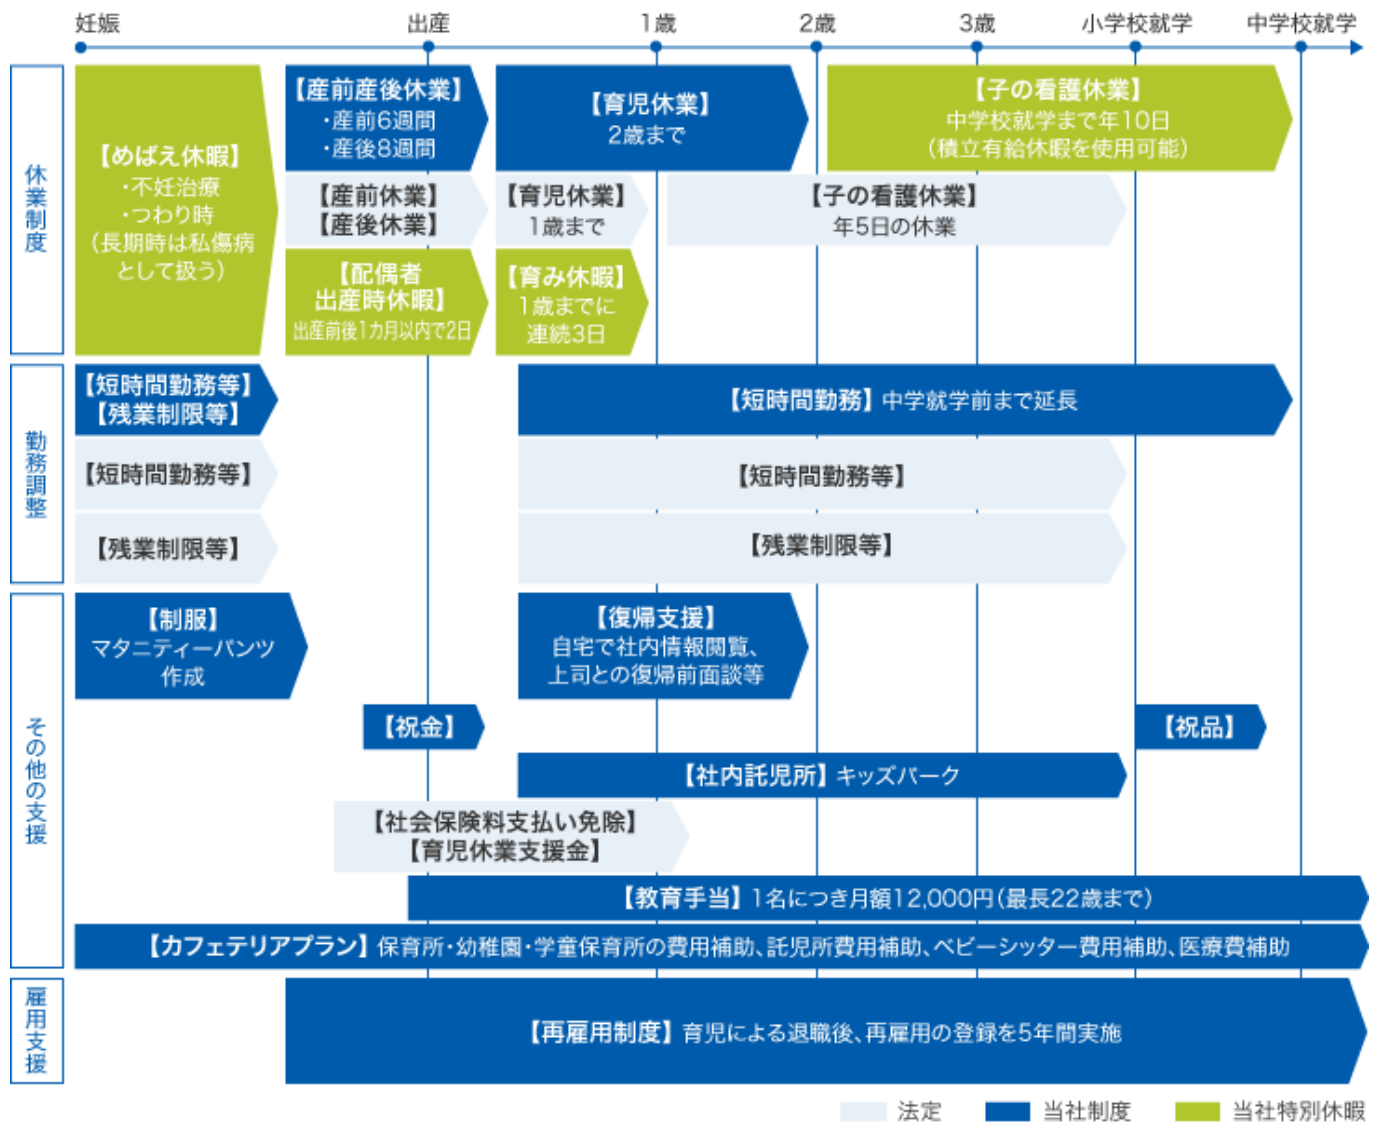 妊娠
出産
1歳
2歳
3歳
小学校就学
中学校就学
休業制度
【めばえ休暇】
・不妊治療
・つわり時
（長期時は私傷病
として扱う）
【産前産後休業】
・産前6週間
・産後8週間
【育児休業】
2歳まで
【子の看護休業】
中学校就学まで年10日
（積立有給休暇を使用可能）
【産前休業】
【産後休業】
【育児休業】
1歳まで
【子の看護休業】
年5日の休業
【配偶者
出産時休暇】
出産前後1カ月以内で2日
【育み休暇】
1歳までに
連続3日
勤務調整
【短時間勤務等】
【残業制限等】
【短時間勤務】中学就学前まで延長
【短時間勤務等】
【短時間勤務等】
【残業制限等】
【残業制限等】
その他の支援
【制服】
マタニティーパンツ
作成
【復帰支援】
自宅で社内情報閲覧、
上司との復帰前面談等
【祝金】
【祝品】
【社内託児所】キッズパーク
【社会保険料支払い免除】
【育児休業支援金】
【教育手当】1名につき月額12,000円（最長22歳まで）
【カフェテリアプラン】保育所・幼稚園・学童保育所の費用補助、託児所費用補助、ベビーシッター費用補助、医療費補助
雇用支援
【再雇用制度】育児による退職後、再雇用の登録を5年間実施
法定
当社制度
当社特別休暇